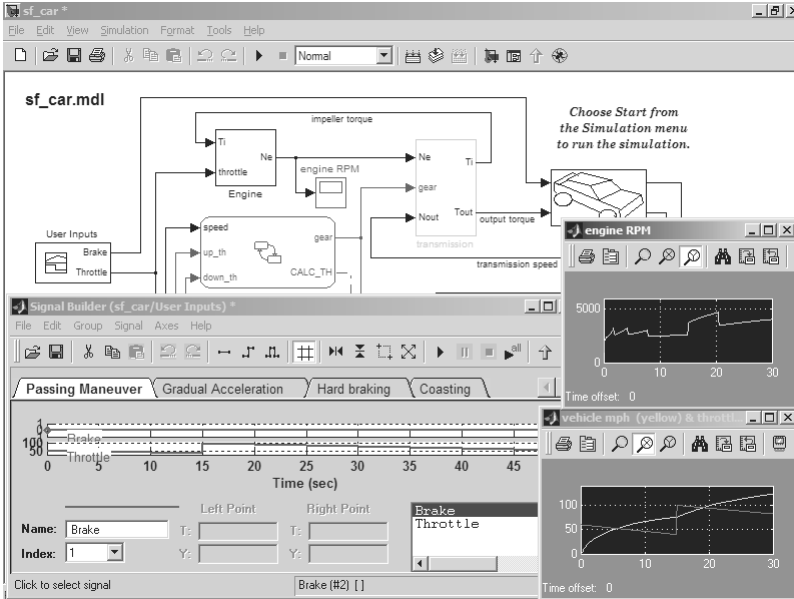 sf_car *
File Edit View Simulation Format Tools Help
Normal
sf_car.mdl
impeller torque
Choose Start from
the Simulation menu
to run the simulation.
Ti
throttle
Ne
Engine
engine RPM
Ne
gear
Nout
Ti
Tout
transmission
output torque
transmission speed
User Inputs
Brake
Throttle
speed
up_th
down_th
gear
CALC_TH
engine RPM
5000
0
0 10 20 30
Time offset: 0
Signal Builder (sf_car/User Inputs) *
File Edit Group Signal Axes Help
all
Passing Maneuver Gradual Acceleration Hard braking Coasting
1
0
Brake
100
50
Throttle
0 5 10 15 20 25 30 35 40 45
Time (sec)
Left Point Right Point
Name: Brake T: T:
Index: 1 Y: Y:
Brake
Throttle
Click to select signal
Brake (#2) [ ]
vehicle mph (yellow) & throttl...
100
50
0
0 10 20 30
Time offset: 0